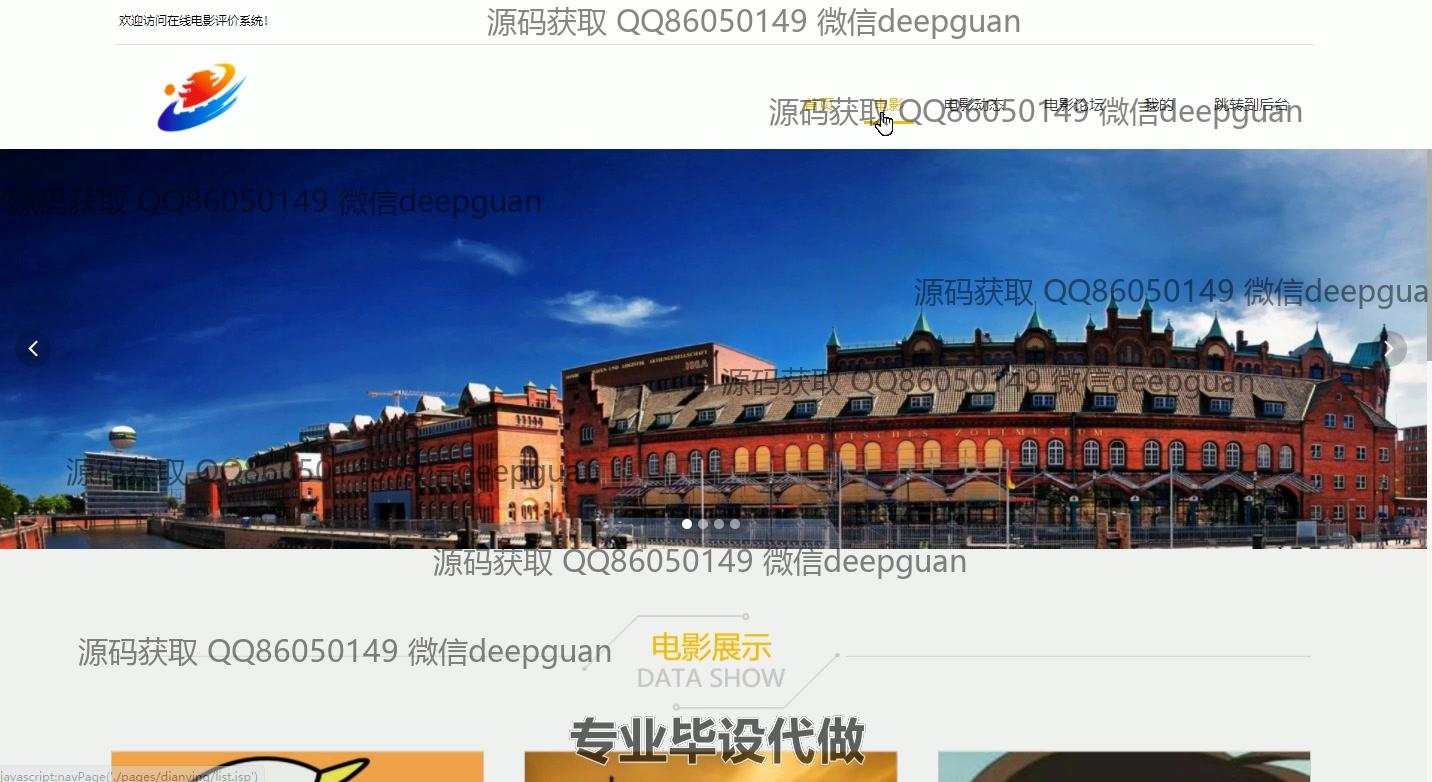 欢迎访问在线电影评价系统！
源码获取 QQ86050149 微信deepguan
首页 电影 电影动态 电影论坛 我的 跳转到后台
源码获取 QQ86050149 微信deepguan
源码获取 QQ86050149 微信deepguan
源码获取 QQ86050149 微信deepgua
源码获取 QQ86050149 微信deepguan
DEUTSCHES ZOLLMUSEUM
源码获取 QQ86050149 微信deepguan
源码获取 QQ86050149 微信deepguan
源码获取 QQ86050149 微信deepguan
电影展示
DATA SHOW
专业毕设代做
javascript:navPage('./pages/dianying/list.jsp')